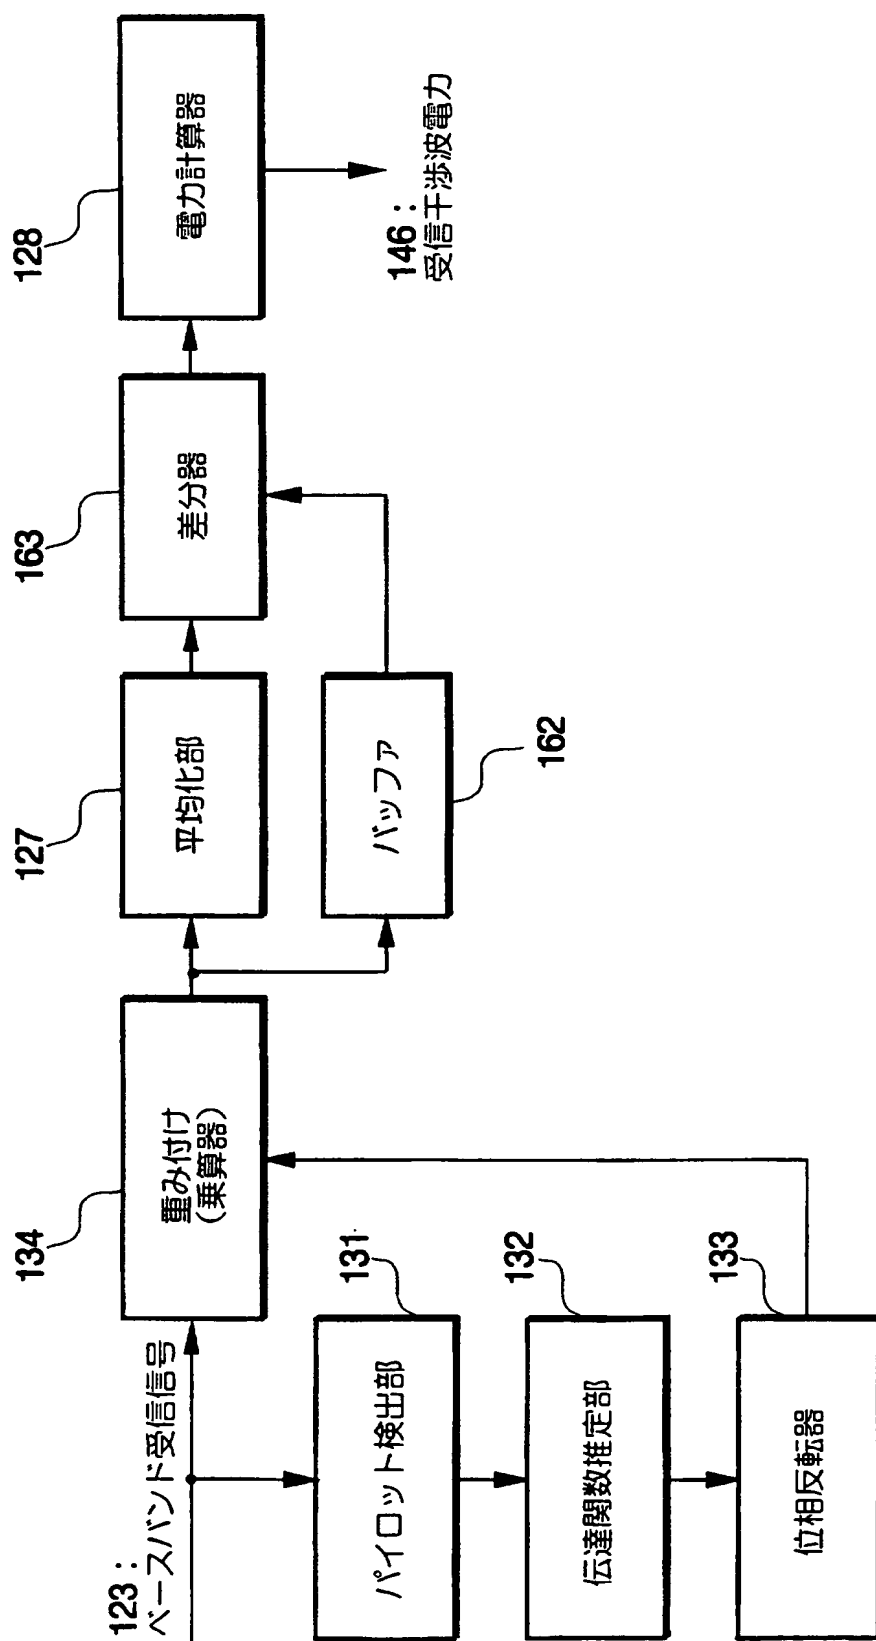 123：
ベースバンド受信信号
134
重み付け
(乗算器)
127
平均化部
163
差分器
128
電力計算器
146：
受信干渉波電力
162
バッファ
131
パイロット検出部
132
伝達関数推定部
133
位相反転器